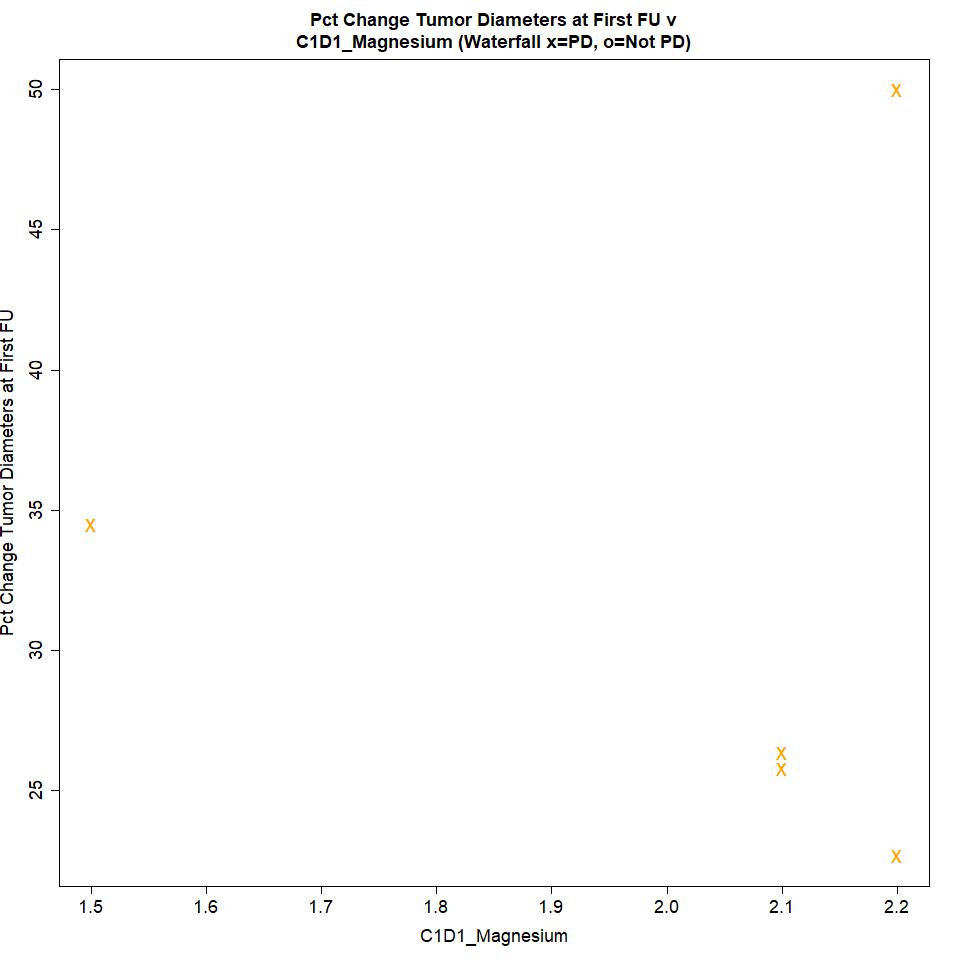 Pct Change Tumor Diameters at First FU v
C1D1_Magnesium (Waterfall x=PD, o=Not PD)
Pct Change Tumor Diameters at First FU
50
45
40
35
30
25
X
X
X
X
X
1.5 1.6 1.7 1.8 1.9 2.0 2.1 2.2
C1D1_Magnesium